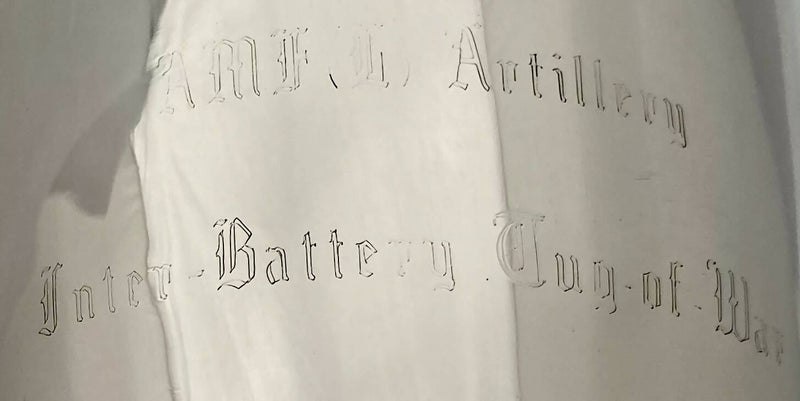 AMF (L) Artillery
Inter-Battery Tug-of-War